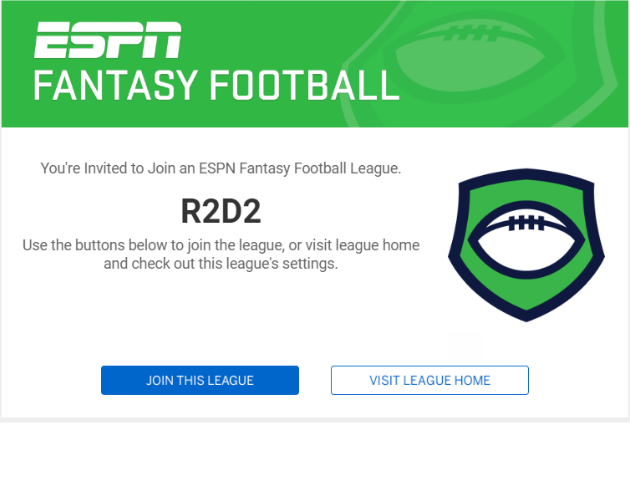 ESPN
FANTASY FOOTBALL
You're Invited to Join an ESPN Fantasy Football League.
R2D2
Use the buttons below to join the league, or visit league home
and check out this league's settings.
JOIN THIS LEAGUE
VISIT LEAGUE HOME